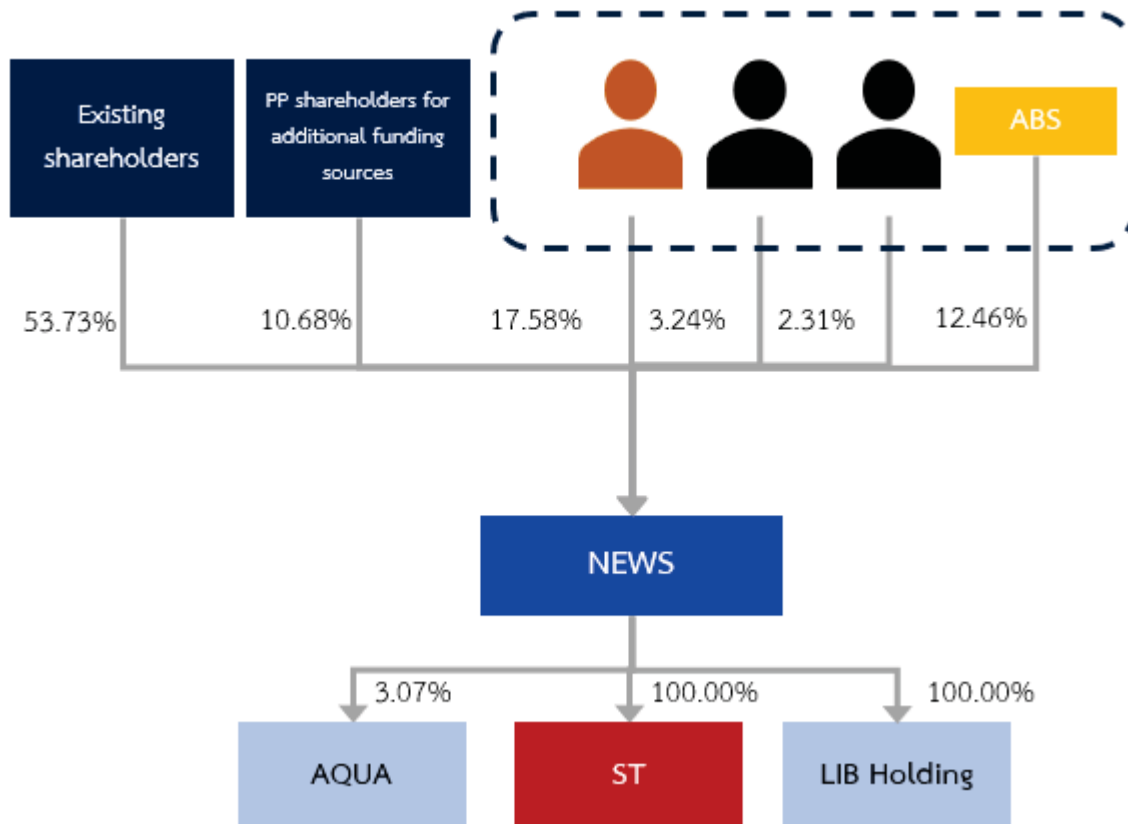 Existing
shareholders
PP shareholders for
additional funding
sources
ABS
53.73%
10.68%
17.58%
3.24%
2.31%
12.46%
NEWS
3.07%
100.00%
100.00%
AQUA
ST
LIB Holding